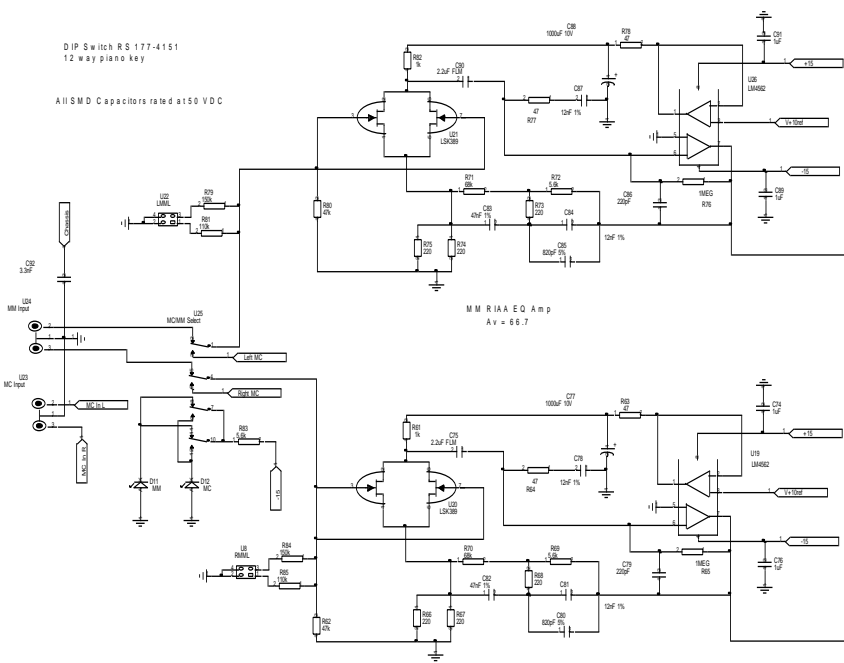 DIP Switch RS 177-4151
12 way piano key
All SMD Capacitors rated at 50 VDC
C88
1000uF 10V
R78
47
C91
1uF
+15
R82
1k
C90
2.2uF FLM
C87
12nF 1%
47
R77
U26
LM4562
V+10ref
-15
U21
LSK389
C89
1uF
U22
LMML
R79
150k
R81
110k
R80
47k
R71
68k
R72
5.6k
C86
220pF
1MEG
R76
C83
47nF 1%
R73
220
C84
12nF 1%
R75
220
R74
220
C85
820pF 5%
Chassis
C92
3.3nF
MM RIAA EQ Amp
Av = 66.7
U24
MM Input
U25
MC/MM Select
Left MC
Right MC
U23
MC Input
MC In L
MC In R
R83
5.6k
-15
D11
MM
D12
MC
C77
1000uF 10V
R63
47
C74
1uF
+15
R61
1k
C75
2.2uF FLM
C78
12nF 1%
47
R64
U19
LM4562
V+10ref
-15
U20
LSK389
C76
1uF
U8
RMML
R84
150k
R85
110k
R62
47k
R70
68k
R69
5.6k
C79
220pF
1MEG
R65
C82
47nF 1%
R68
220
C81
12nF 1%
R66
220
R67
220
C80
820pF 5%